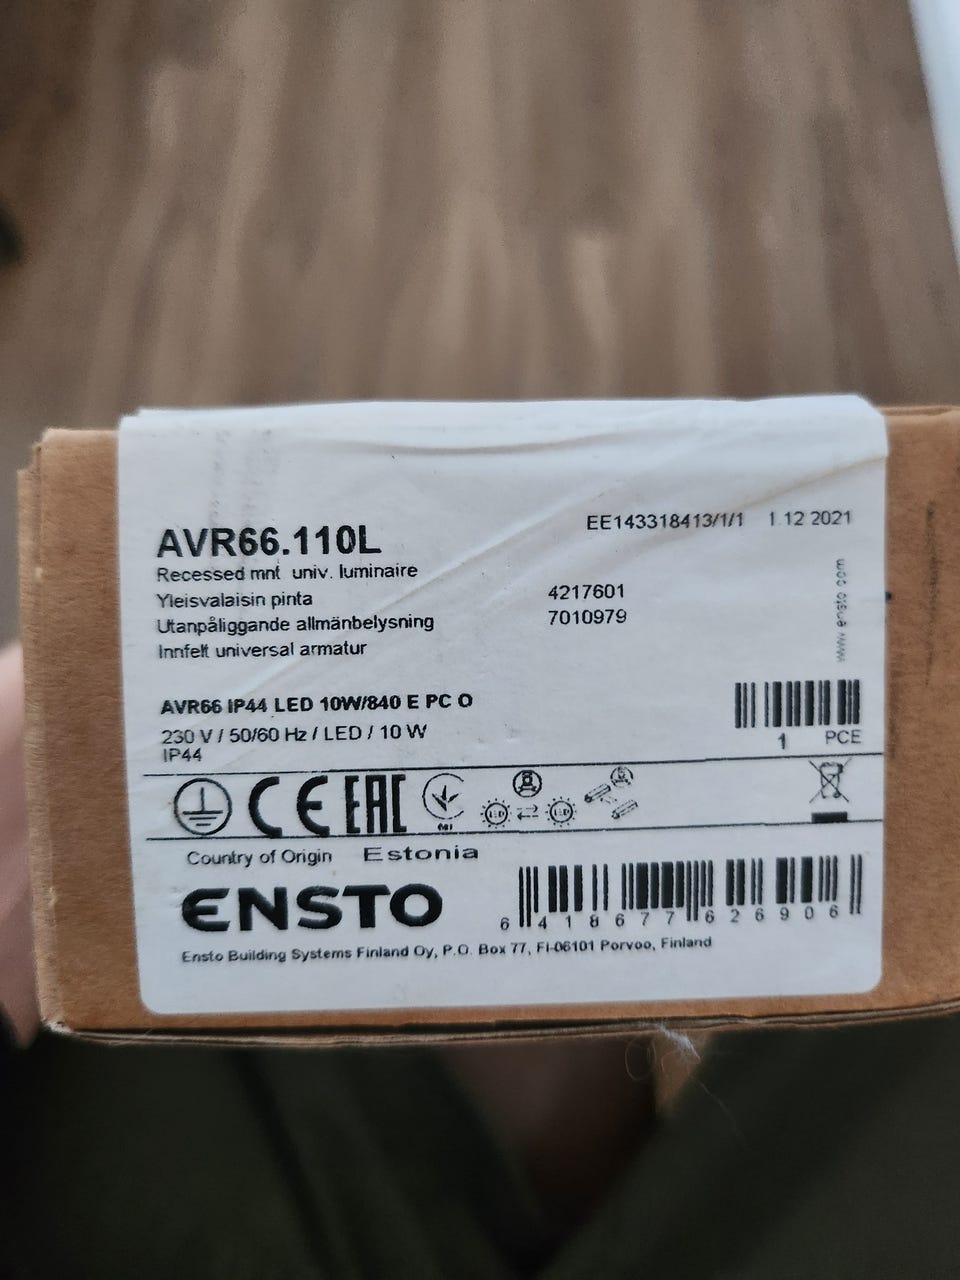 AVR66.110L
EE143318413/1/1 1.12.2021
Recessed mnt. univ. luminaire
Yleisvalaisin pinta 4217601
Utanpåliggande allmänbelysning 7010979
Innfelt universal armatur
www.ensto.com
AVR66 IP44 LED 10W/840 E PC O
230 V / 50/60 Hz / LED / 10 W
IP44
1 PCE
CE EAC
LED LED
Country of Origin Estonia
ENSTO
6 418677 626906
Ensto Building Systems Finland Oy, P.O. Box 77, FI-06101 Porvoo, Finland